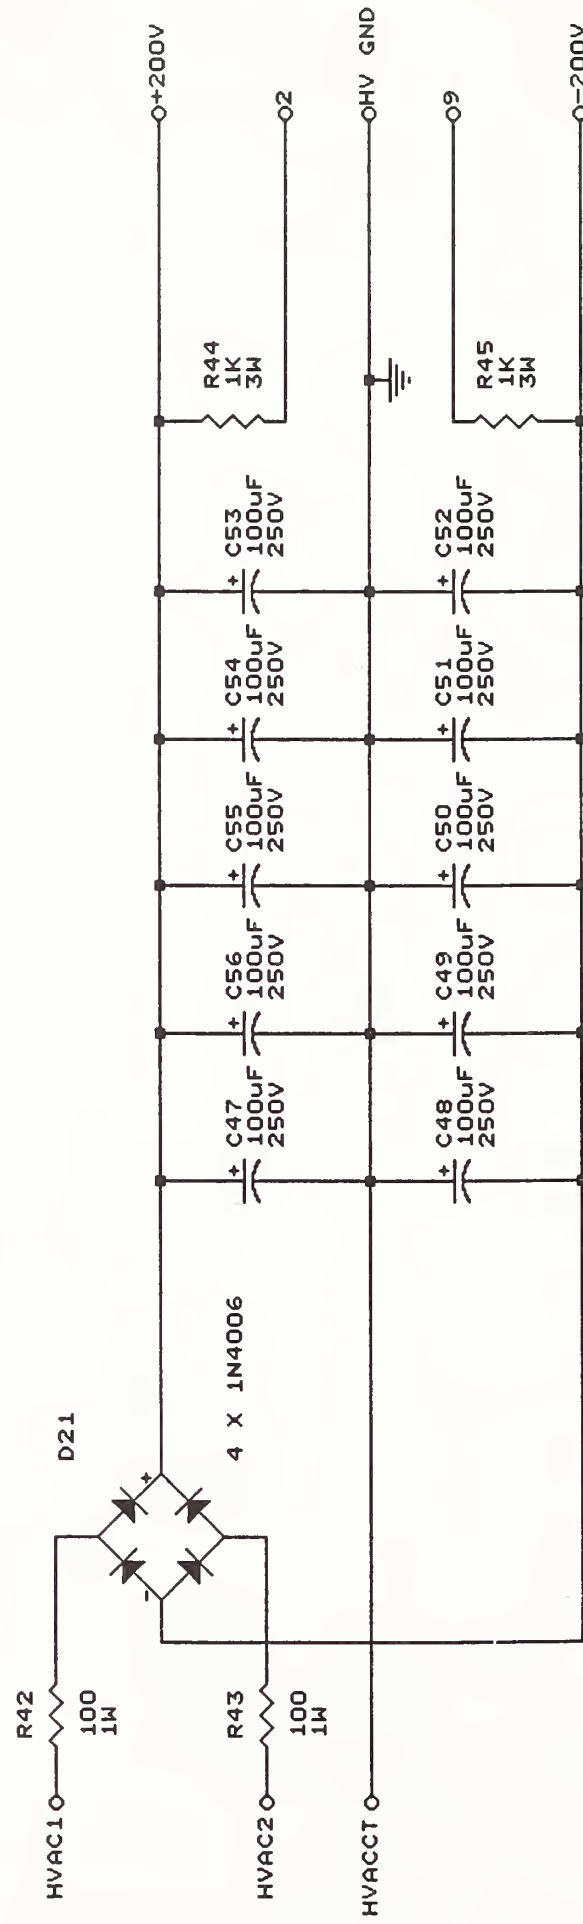 HVAC1
R42
100
1W
D21
+
-
4 X 1N4006
HVAC2
R43
100
1W
HVACCT
+
C47
100uF
250V
+
C56
100uF
250V
+
C55
100uF
250V
+
C54
100uF
250V
+
C53
100uF
250V
R44
1K
3W
+200V
2
HV GND
+
C48
100uF
250V
+
C49
100uF
250V
+
C50
100uF
250V
+
C51
100uF
250V
+
C52
100uF
250V
R45
1K
3W
9
-200V